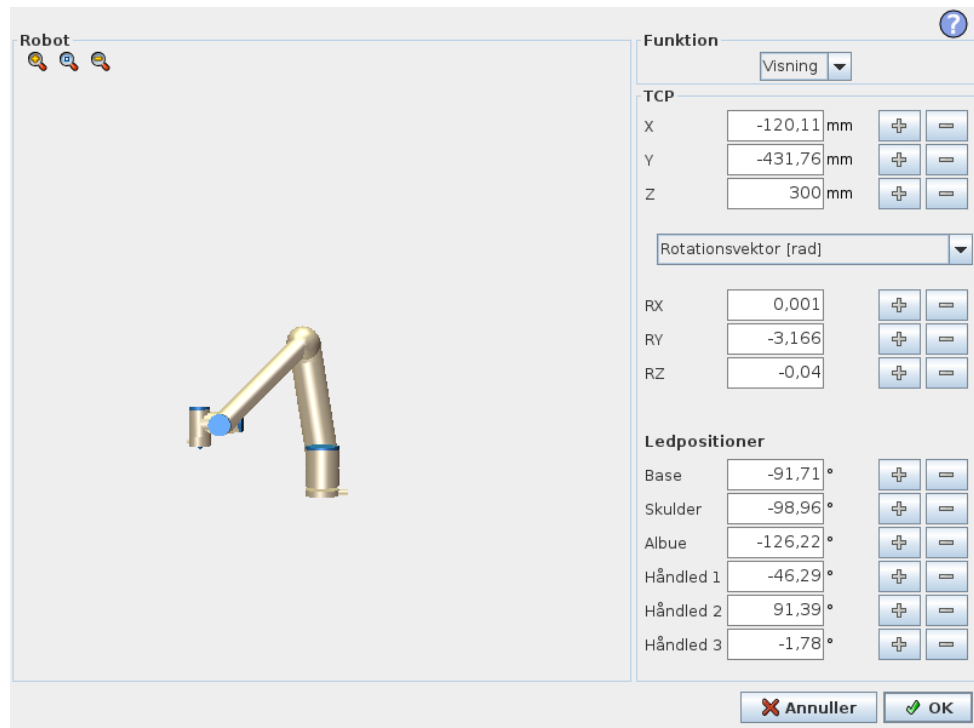 Robot
Funktion
Visning
TCP
X -120,11 mm
Y -431,76 mm
Z 300 mm
Rotationsvektor [rad]
RX 0,001
RY -3,166
RZ -0,04
Ledpositioner
Base -91,71 °
Skulder -98,96 °
Albue -126,22 °
Håndled 1 -46,29 °
Håndled 2 91,39 °
Håndled 3 -1,78 °
Annuller OK